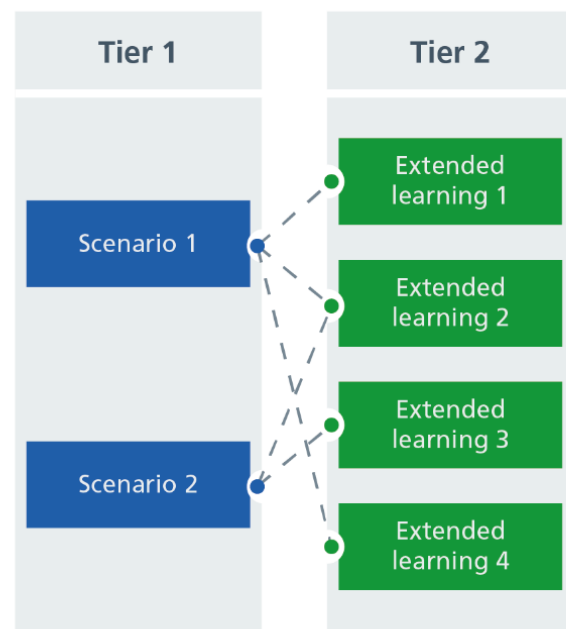 Tier 1
Tier 2
Scenario 1
Scenario 2
Extended
learning 1
Extended
learning 2
Extended
learning 3
Extended
learning 4